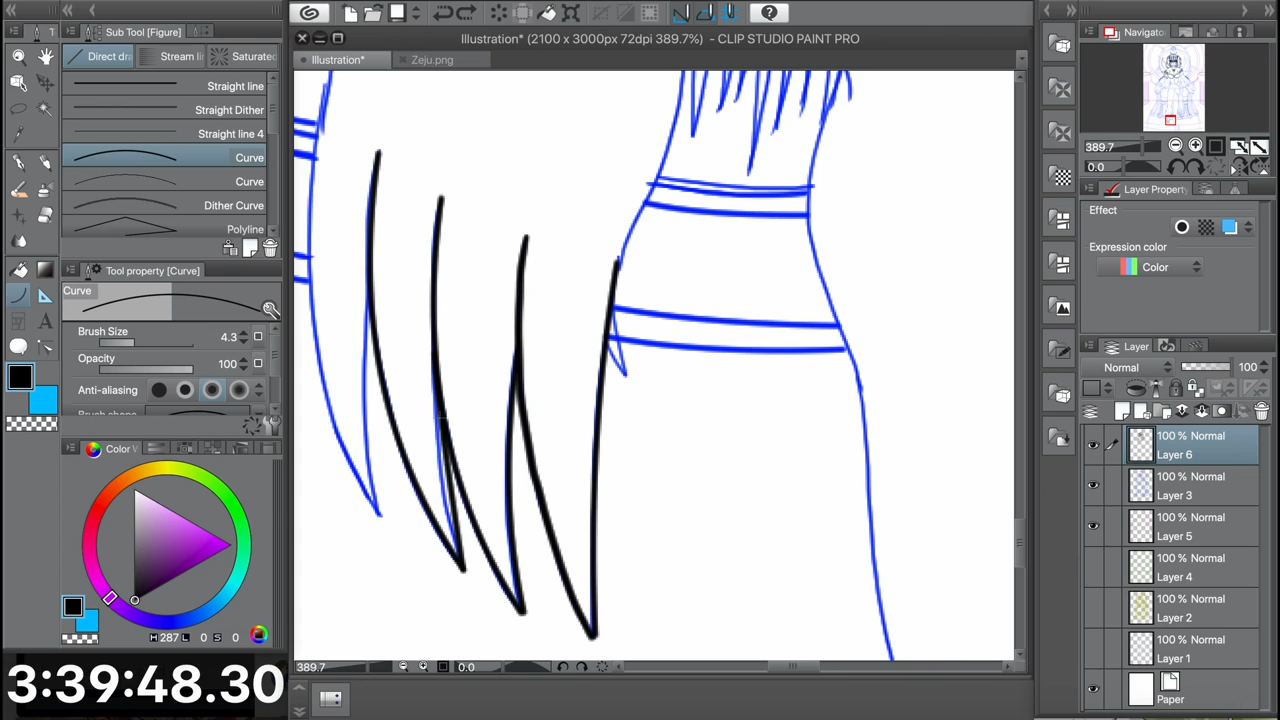 Illustration* (2100 x 3000px 72dpi 389.7%) - CLIP STUDIO PAINT PRO
Illustration*
Zeju.png
Sub Tool [Figure]
Direct dra
Stream li
Saturated
Straight line
Straight Dither
Straight line 4
Curve
Curve
Dither Curve
Polyline
Tool property [Curve]
Curve
Brush Size
4.3
Opacity
100
Anti-aliasing
Color
H 287 L 0 S 0
3:39:48.30
389.7
0.0
Navigator
389.7
0.0
Layer Property
Effect
Expression color
Color
Layer
Normal
100
100 % Normal
Layer 6
100 % Normal
Layer 3
100 % Normal
Layer 5
100 % Normal
Layer 4
100 % Normal
Layer 2
100 % Normal
Layer 1
Paper